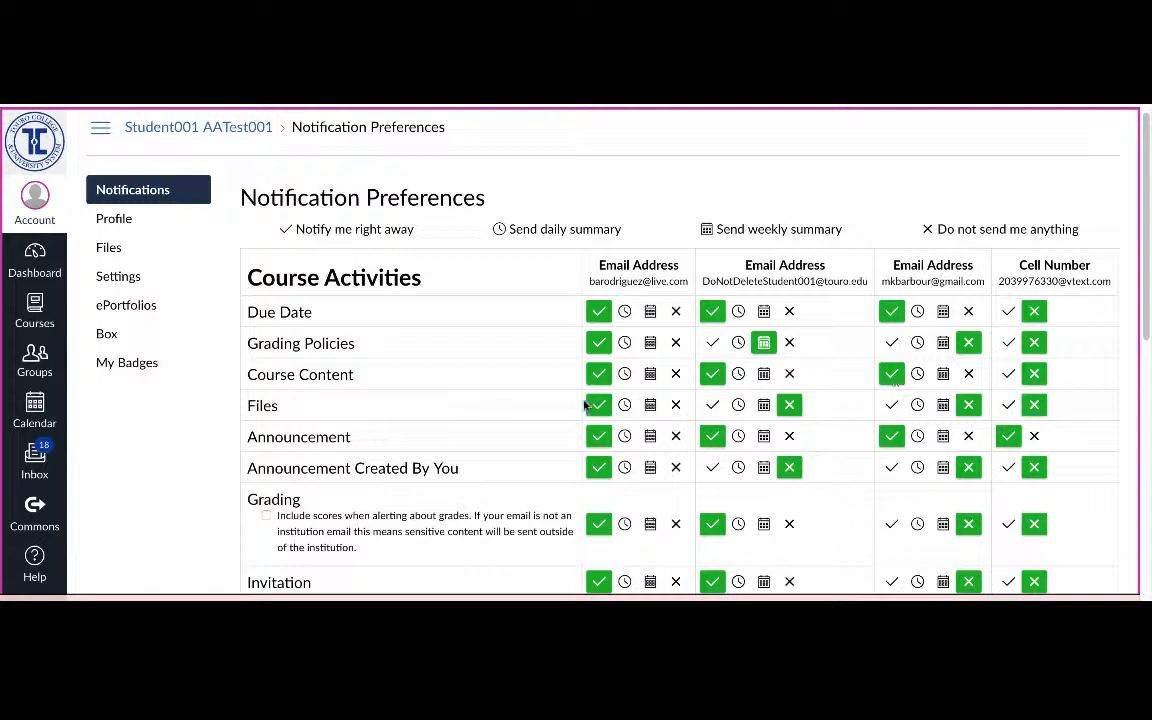 TOURO COLLEGE
& UNIVERSITY SYSTEM
Student001 AATest001 › Notification Preferences
Account
Dashboard
Courses
Groups
Calendar
18
Inbox
Commons
Help
Notifications
Profile
Files
Settings
ePortfolios
Box
My Badges
Notification Preferences
Notify me right away
Send daily summary
Send weekly summary
Do not send me anything
Course Activities
Email Address
barodriguez@live.com
Email Address
DoNotDeleteStudent001@touro.edu
Email Address
mkbarbour@gmail.com
Cell Number
2039976330@vtext.com
Due Date
Grading Policies
Course Content
Files
Announcement
Announcement Created By You
Grading
Include scores when alerting about grades. If your email is not an
institution email this means sensitive content will be sent outside
of the institution.
Invitation